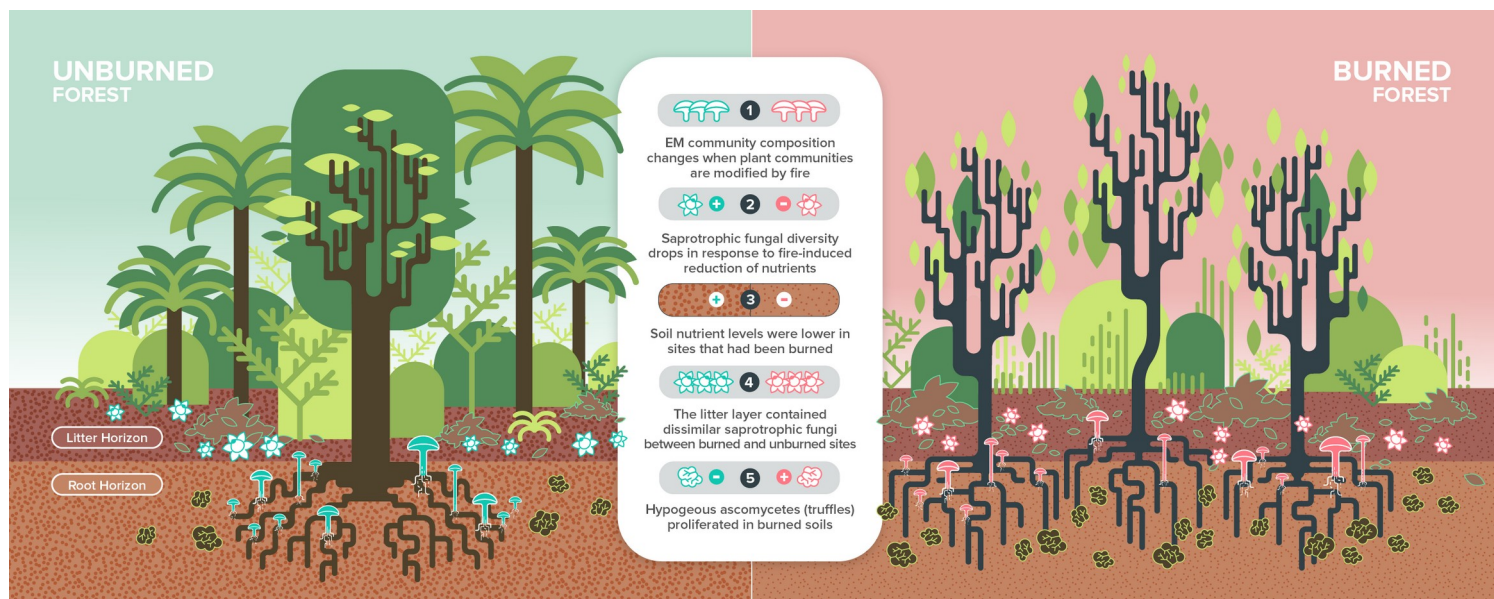 UNBURNED
FOREST
BURNED
FOREST
1
EM community composition
changes when plant communities
are modified by fire
+ 2 -
Saprotrophic fungal diversity
drops in response to fire-induced
reduction of nutrients
+ 3 -
Soil nutrient levels were lower in
sites that had been burned
4
The litter layer contained
dissimilar saprotrophic fungi
between burned and unburned sites
- 5 +
Hypogeous ascomycetes (truffles)
proliferated in burned soils
Litter Horizon
Root Horizon